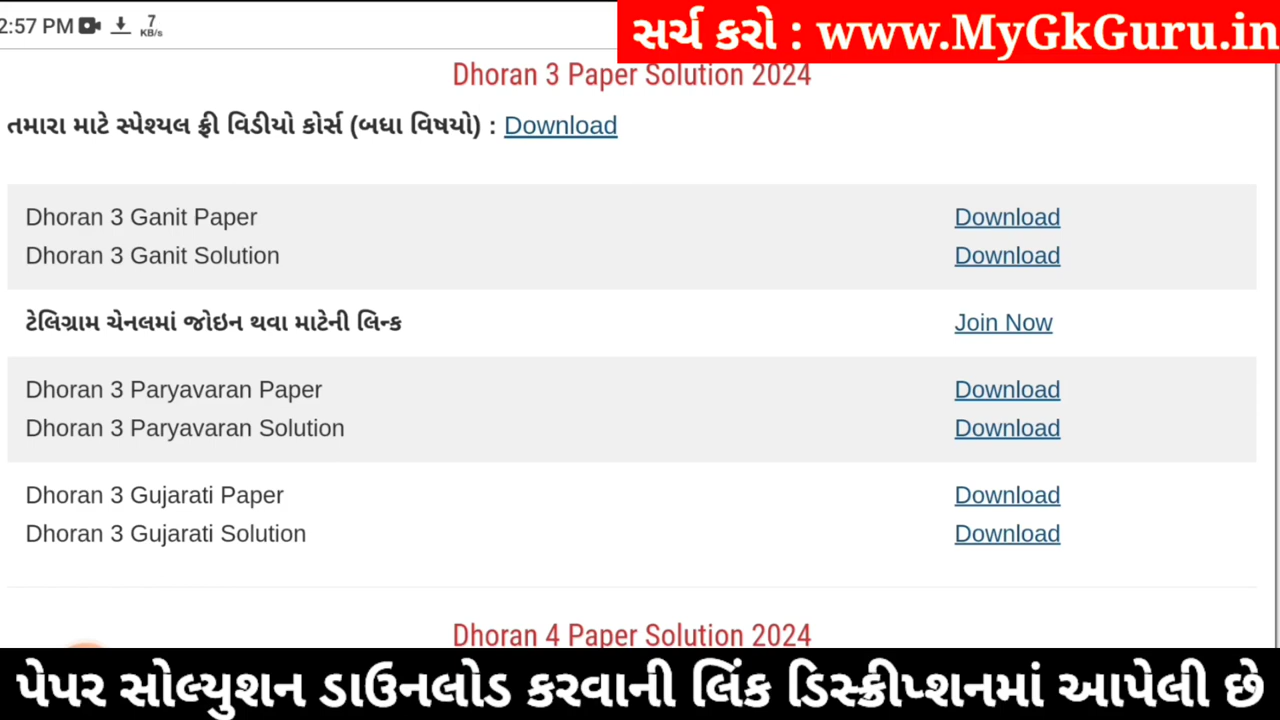 2:57 PM
7
KB/s
સર્ચ કરો : www.MyGkGuru.in
Dhoran 3 Paper Solution 2024
તમારા માટે સ્પેશ્યલ ફ્રી વિડીયો કોર્સ (બધા વિષયો) : Download
Dhoran 3 Ganit Paper Download
Dhoran 3 Ganit Solution Download
ટેલિગ્રામ ચેનલમાં જોઇન થવા માટેની લિન્ક Join Now
Dhoran 3 Paryavaran Paper Download
Dhoran 3 Paryavaran Solution Download
Dhoran 3 Gujarati Paper Download
Dhoran 3 Gujarati Solution Download
Dhoran 4 Paper Solution 2024
પેપર સોલ્યુશન ડાઉનલોડ કરવાની લિંક ડિસ્ક્રીપ્શનમાં આપેલી છે